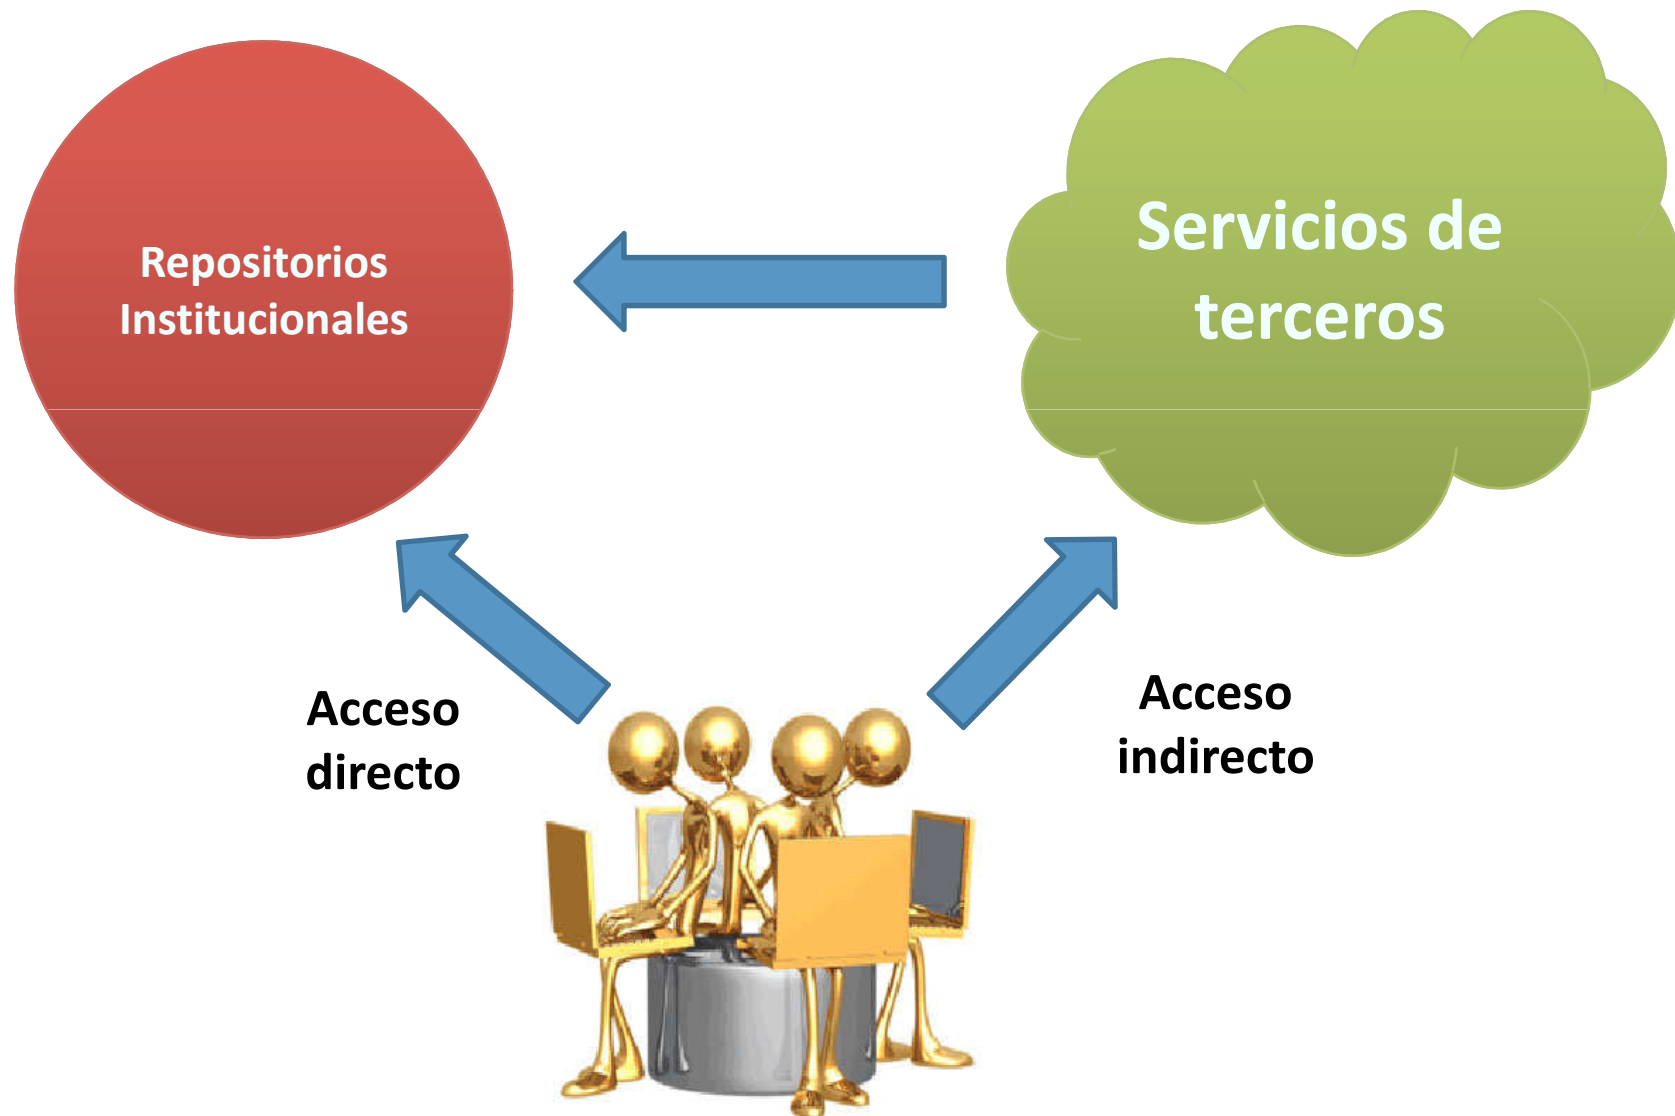 Repositorios
Institucionales
Servicios de
terceros
Acceso
directo
Acceso
indirecto